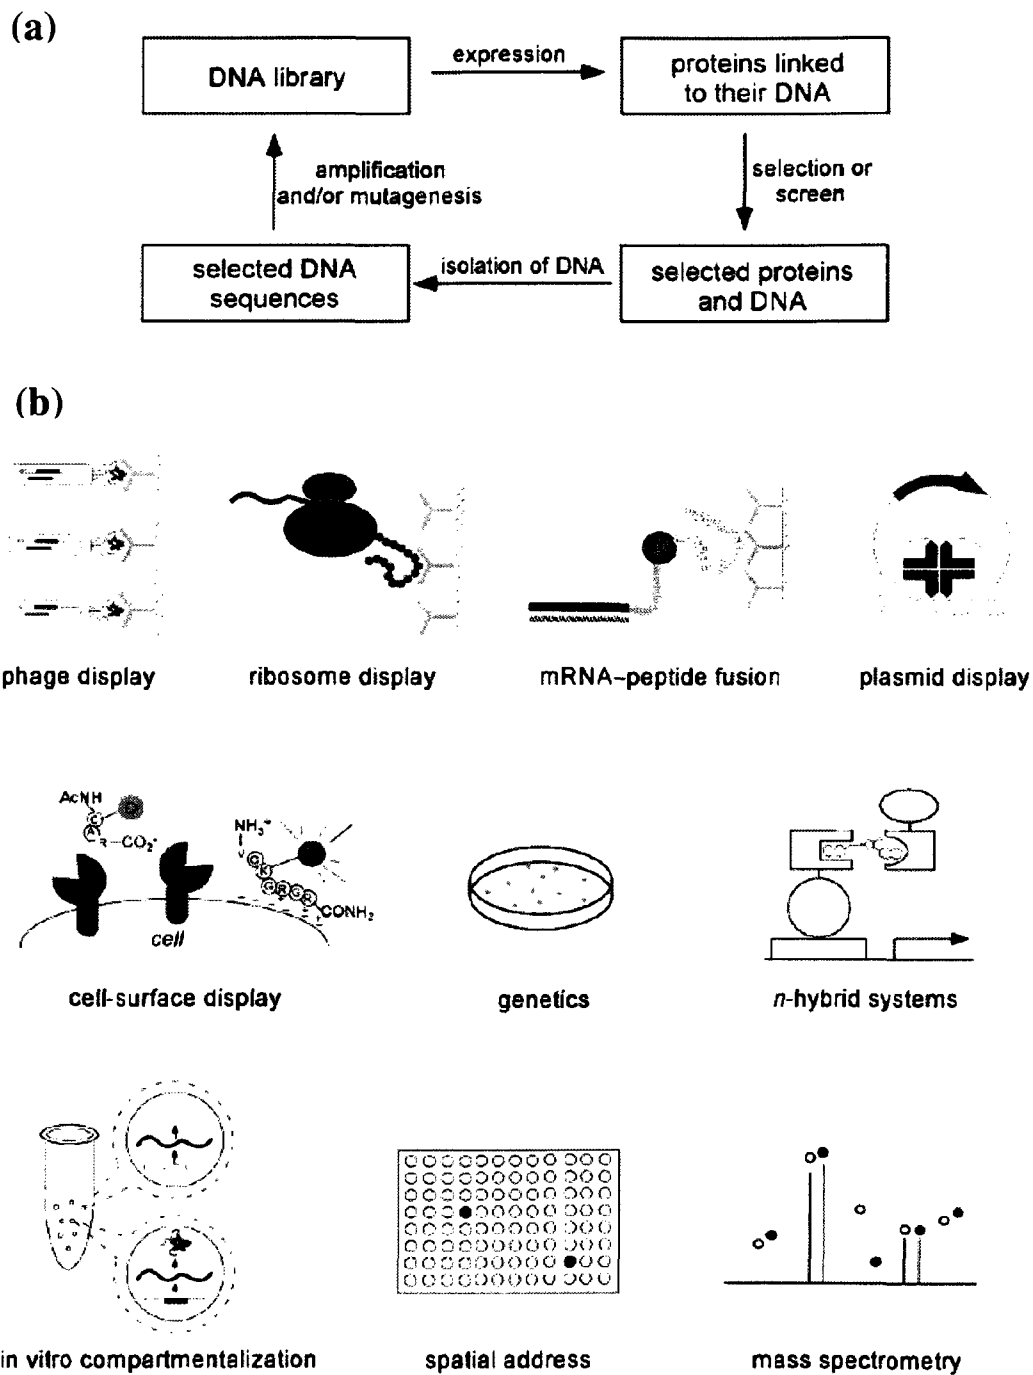 (a)
DNA library
expression
proteins linked
to their DNA
amplification
and/or mutagenesis
selection or
screen
selected DNA
sequences
isolation of DNA
selected proteins
and DNA
(b)
phage display
ribosome display
mRNA–peptide fusion
plasmid display
AcNH
C
A
R
CO₂⁻
NH₃⁺
G
K
G R G R
CONH₂
cell
cell-surface display
genetics
n-hybrid systems
in vitro compartmentalization
spatial address
mass spectrometry